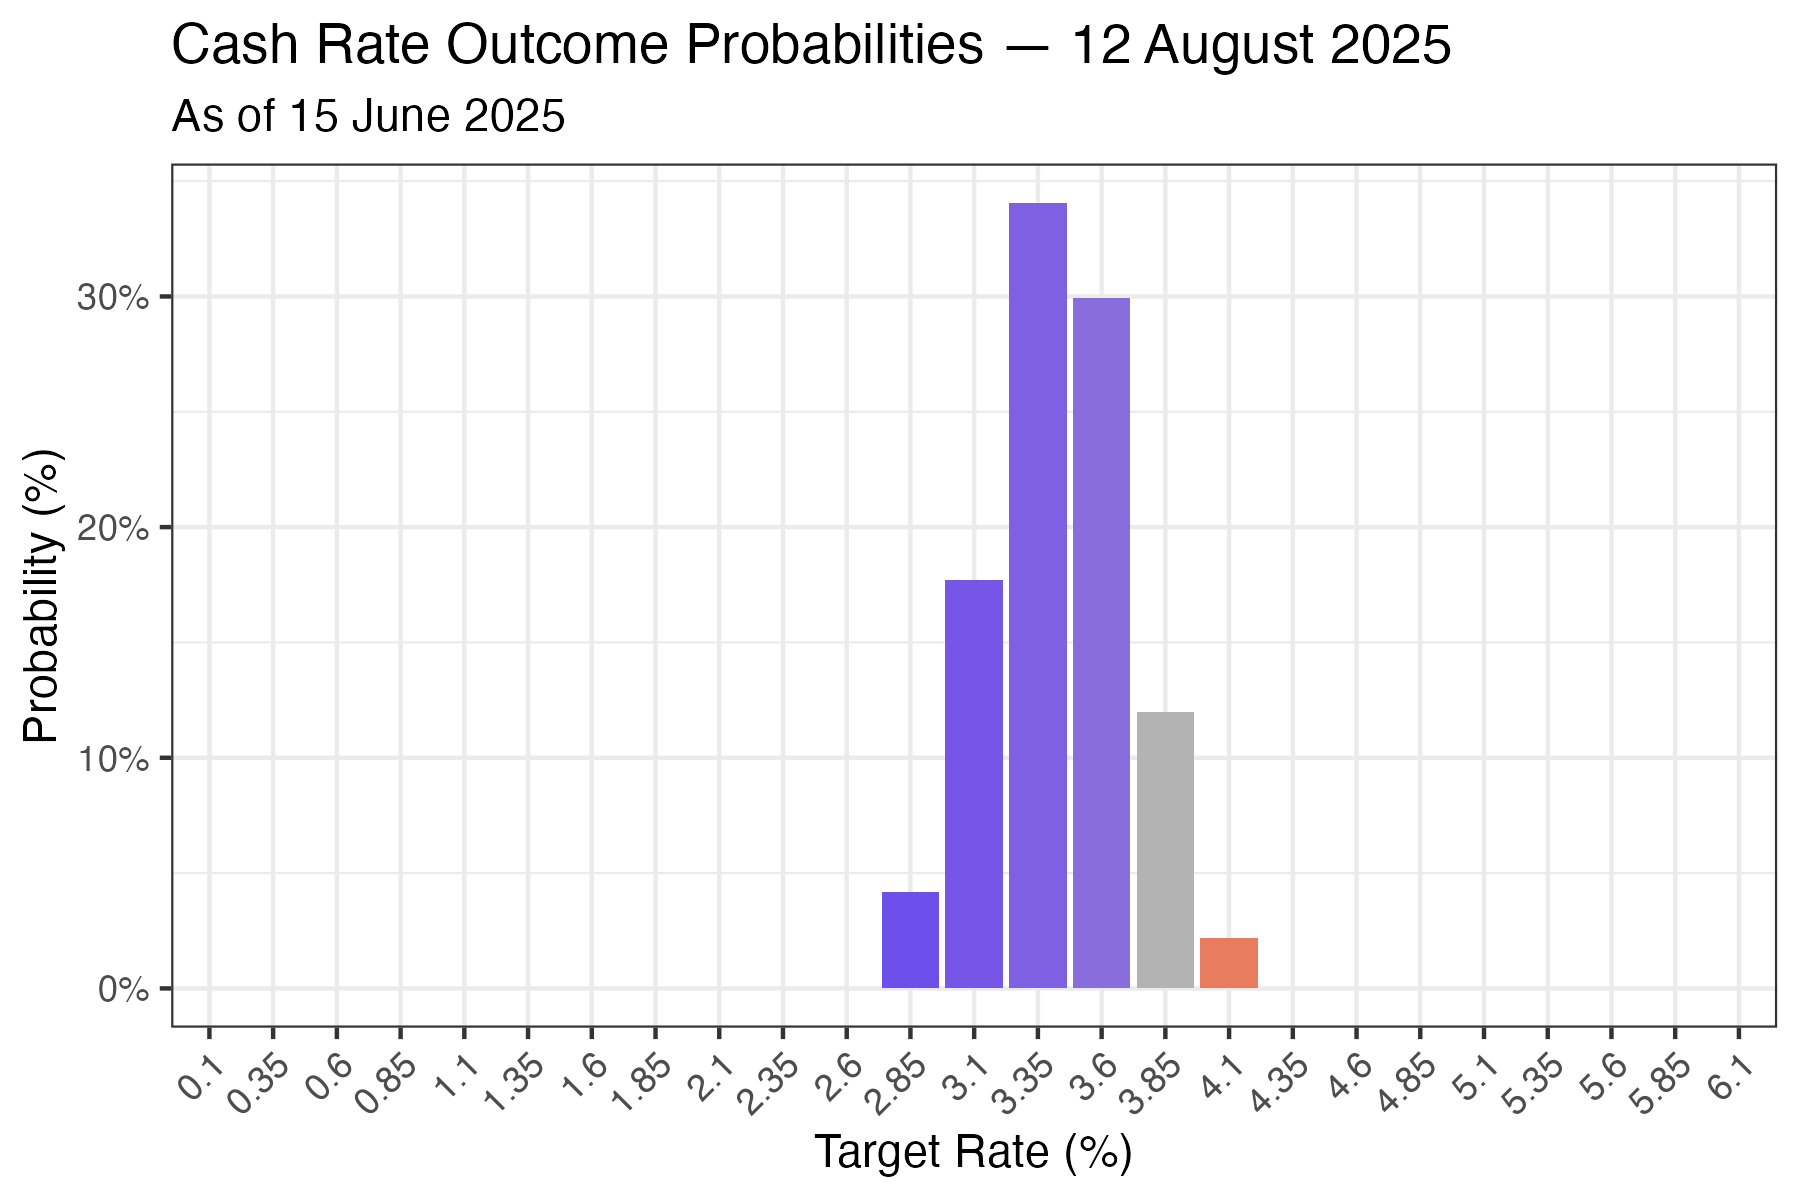 Cash Rate Outcome Probabilities — 12 August 2025
As of 15 June 2025
Probability (%)
30%
20%
10%
0%
0.1 0.35 0.6 0.85 1.1 1.35 1.6 1.85 2.1 2.35 2.6 2.85 3.1 3.35 3.6 3.85 4.1 4.35 4.6 4.85 5.1 5.35 5.6 5.85 6.1
Target Rate (%)